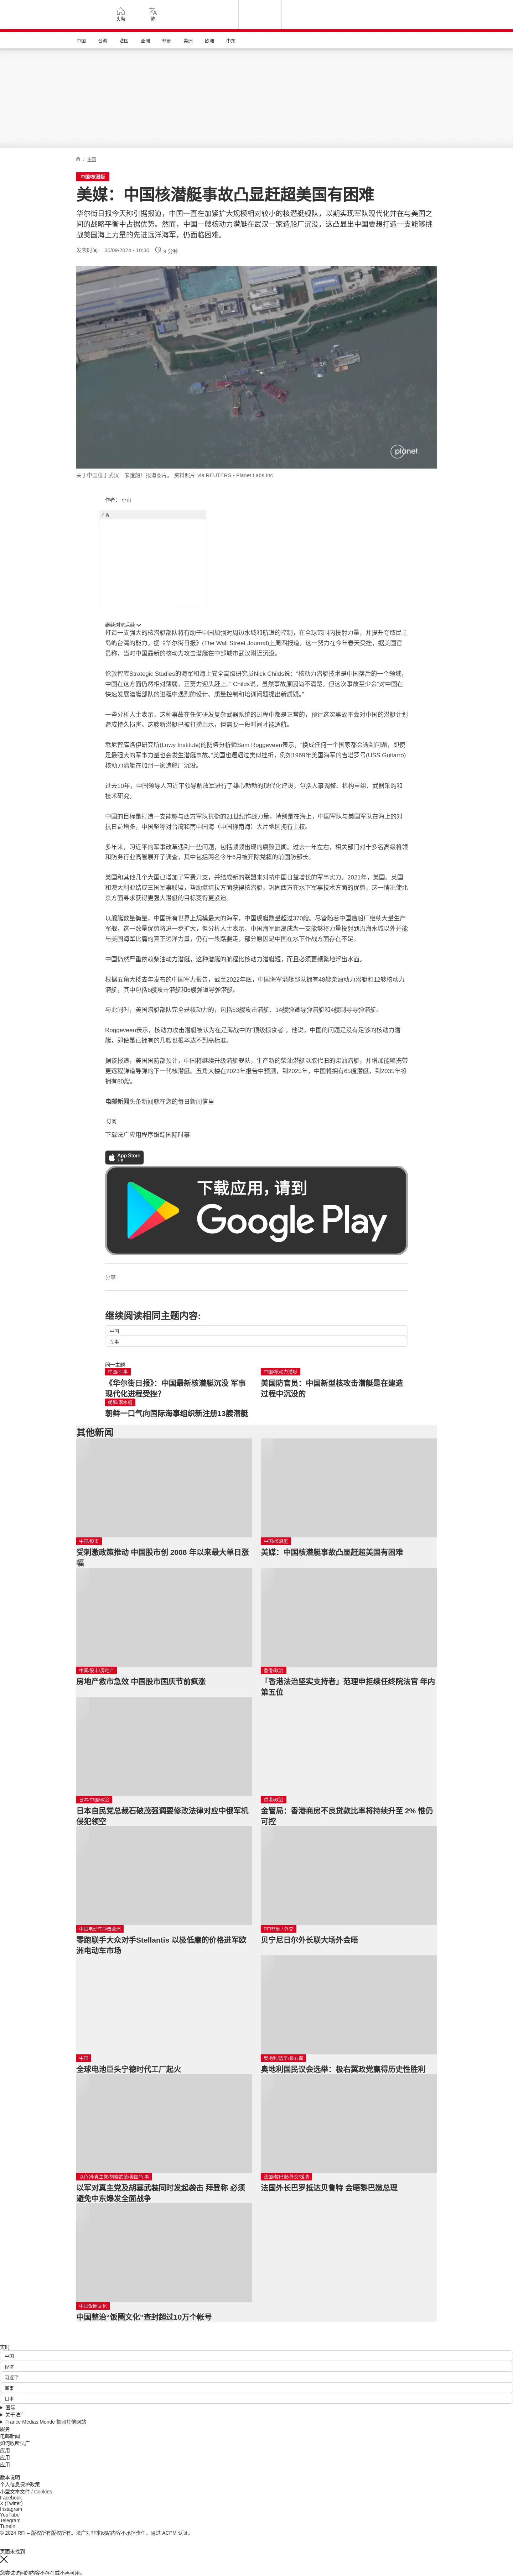 头条
繁
中国
台海
法国
亚洲
非洲
美洲
欧洲
中东
/ 中国
中国/核潜艇
美媒：中国核潜艇事故凸显赶超美国有困难
华尔街日报今天称引据报道，中国一直在加紧扩大规模相对较小的核潜艇舰队，以期实现军队现代化并在与美国之
间的战略平衡中占据优势。然而，中国一艘核动力潜艇在武汉一家造船厂沉没，这凸显出中国要想打造一支能够挑
战美国海上力量的先进远洋海军，仍面临困难。
发表时间： 30/09/2024 - 10:30
9 分钟
planet
关于中国位于武汉一家造船厂报道图片。 资料照片 via REUTERS - Planet Labs Inc
作者： 小山
广告
继续浏览后续
打造一支强大的核潜艇部队将有助于中国加强对周边水域和航道的控制，在全球范围内投射力量，并提升夺取民主
岛屿台湾的能力。据《华尔街日报》(The Wall Street Journal)上周四报道，这一努力在今年春天受挫，据美国官
员称，当时中国最新的核动力攻击潜艇在中部城市武汉附近沉没。
伦敦智库Strategic Studies的海军和海上安全高级研究员Nick Childs说：“核动力潜艇技术是中国落后的一个领域，
中国在这方面仍然相对薄弱，正努力迎头赶上。” Childs说，虽然事故原因尚不清楚，但这次事故至少会“对中国在
快速发展潜艇部队的进程中遇到的设计、质量控制和培训问题提出新质疑。”
一些分析人士表示，这种事故在任何研发复杂武器系统的过程中都是正常的，预计这次事故不会对中国的潜艇计划
造成持久损害。这艘新潜艇已被打捞出水，但需要一段时间才能适航。
悉尼智库洛伊研究所(Lowy Institute)的防务分析师Sam Roggeveen表示，“换成任何一个国家都会遇到问题，即使
是最强大的军事力量也会发生潜艇事故。”美国也遭遇过类似挫折，例如1969年美国海军的吉塔罗号(USS Guitarro)
核动力潜艇在加州一家造船厂沉没。
过去10年，中国领导人习近平领导解放军进行了雄心勃勃的现代化建设，包括人事调整、机构重组、武器采购和
技术研究。
中国的目标是打造一支能够与西方军队抗衡的21世纪作战力量，特别是在海上，中国军队与美国军队在海上的对
抗日益增多，中国坚称对台湾和南中国海（中国称南海）大片地区拥有主权。
多年来，习近平的军事改革遇到一些问题，包括频频出现的腐败丑闻。过去一年左右，相关部门对十多名高级将领
和防务行业高管展开了调查，其中包括两名今年6月被开除党籍的前国防部长。
美国和其他几个大国已增加了军费开支，并结成新的联盟来对抗中国日益增长的军事实力。2021年，美国、英国
和澳大利亚结成三国军事联盟，帮助堪培拉方面获得核潜艇，巩固西方在水下军事技术方面的优势，这一情况使北
京方面寻求获得更强大潜艇的目标变得更紧迫。
以舰艇数量衡量，中国拥有世界上规模最大的海军，中国舰艇数量超过370艘。尽管随着中国造船厂继续大量生产
军舰，这一数量优势将进一步扩大，但分析人士表示，中国海军距离成为一支能够将力量投射到沿海水域以外并能
与美国海军比肩的真正远洋力量，仍有一段路要走，部分原因是中国在水下作战方面存在不足。
中国仍然严重依赖柴油动力潜艇，这种潜艇的航程比核动力潜艇短，而且必须更频繁地浮出水面。
根据五角大楼去年发布的中国军力报告，截至2022年底，中国海军潜艇部队拥有48艘柴油动力潜艇和12艘核动力
潜艇，其中包括6艘攻击潜艇和6艘弹道导弹潜艇。
与此同时，美国潜艇部队完全是核动力的，包括53艘攻击潜艇、14艘弹道导弹潜艇和4艘制导导弹潜艇。
Roggeveen表示，核动力攻击潜艇被认为在是海战中的“顶级掠食者”。他说，中国的问题是没有足够的核动力潜
艇，即使是已拥有的几艘也根本达不到高标准。
据该报道，美国国防部预计，中国将继续升级潜艇舰队，生产新的柴油潜艇以取代旧的柴油潜艇，并增加能够携带
更远程弹道导弹的下一代核潜艇。五角大楼在2023年报告中预测，到2025年，中国将拥有65艘潜艇，到2035年将
拥有80艘。
电邮新闻头条新闻就在您的每日新闻信里
订阅
下载法广应用程序跟踪国际时事
App Store
下载
下载应用，请到
Google Play
分享 :
继续阅读相同主题内容:
中国
军事
同一主题
中国/军事
《华尔街日报》：中国最新核潜艇沉没 军事
现代化进程受挫？
中国/核动力潜艇
美国防官员：中国新型核攻击潜艇是在建造
过程中沉没的
朝鲜/潜水艇
朝鲜一口气向国际海事组织新注册13艘潜艇
其他新闻
中国/股市
受刺激政策推动 中国股市创 2008 年以来最大单日涨
幅
中国/核潜艇
美媒：中国核潜艇事故凸显赶超美国有困难
中国/股市/房地产
房地产救市急效 中国股市国庆节前疯涨
香港/政治
「香港法治坚实支持者」范理申拒续任终院法官 年内
第五位
日本/中国/政治
日本自民党总裁石破茂强调要修改法律对应中俄军机
侵犯领空
香港/政治
金管局：香港商房不良贷款比率将持续升至 2% 惟仍
可控
中国电动车冲击欧洲
零跑联手大众对手Stellantis 以极低廉的价格进军欧
洲电动车市场
RFI非洲 / 外交
贝宁尼日尔外长联大场外会晤
中国
全球电池巨头宁德时代工厂起火
奥地利/选举/极右翼
奥地利国民议会选举：极右翼政党赢得历史性胜利
以色列/真主党/胡赛武装/美国/军事
以军对真主党及胡塞武装同时发起袭击 拜登称 必须
避免中东爆发全面战争
法国/黎巴嫩/外交/援助
法国外长巴罗抵达贝鲁特 会晤黎巴嫩总理
中国饭圈文化
中国整治“饭圈文化”查封超过10万个帐号
实时
中国
经济
习近平
军事
日本
国际
关于法广
France Médias Monde 集团其他网站
服务
电邮新闻
如何收听法广
应用
应用
应用
版本说明
个人信息保护政策
小型文本文件 / Cookies
Facebook
X (Twitter)
Instagram
YouTube
Telegram
TuneIn
© 2024 RFI – 版权所有版权所有。法广对非本网站内容不承担责任。通过 ACPM 认证。
页面未找到
您尝试访问的内容不存在或不再可用。